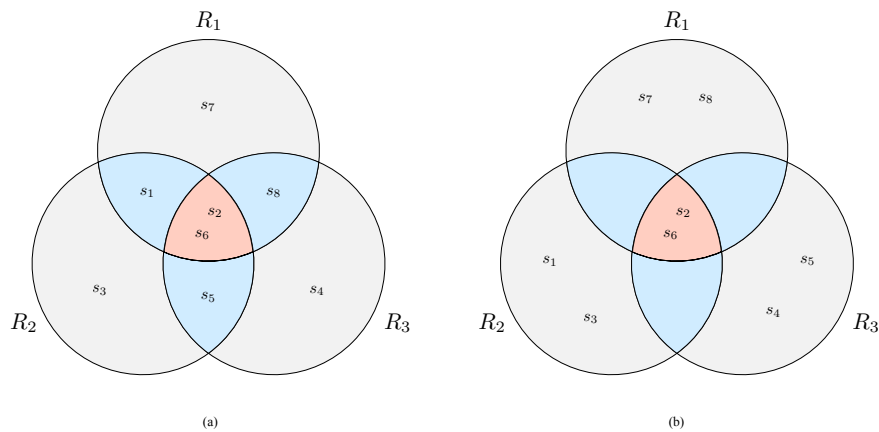 R₁
s₇
s₁
s₈
s₂
s₆
s₃
s₅
s₄
R₂
R₃
(a)
R₁
s₇ s₈
s₂
s₆
s₁
s₅
s₃
s₄
R₂
R₃
(b)